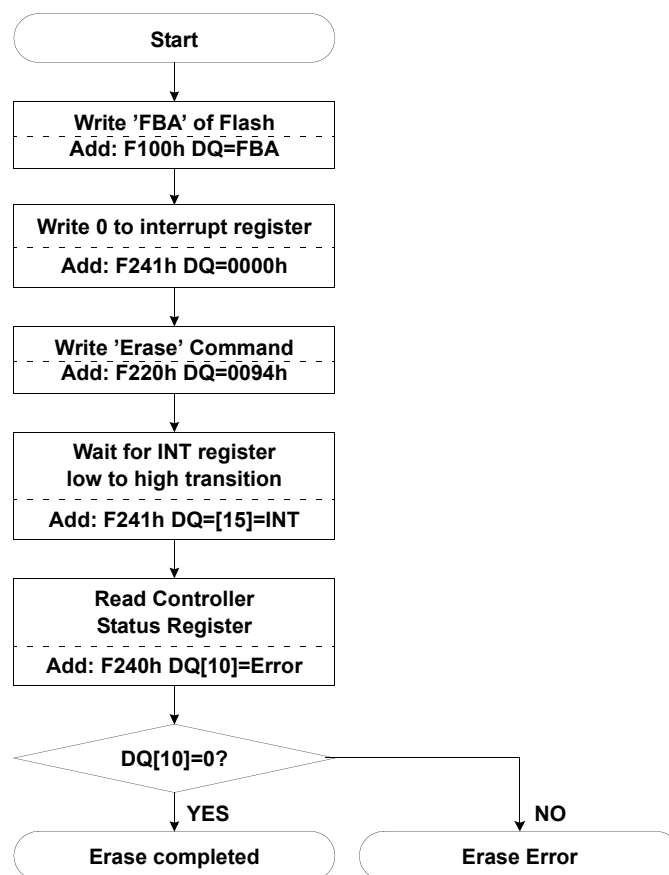 Start
Write ’FBA’ of Flash
Add: F100h DQ=FBA
Write 0 to interrupt register
Add: F241h DQ=0000h
Write ’Erase’ Command
Add: F220h DQ=0094h
Wait for INT register
low to high transition
Add: F241h DQ=[15]=INT
Read Controller
Status Register
Add: F240h DQ[10]=Error
DQ[10]=0?
YES
NO
Erase completed
Erase Error